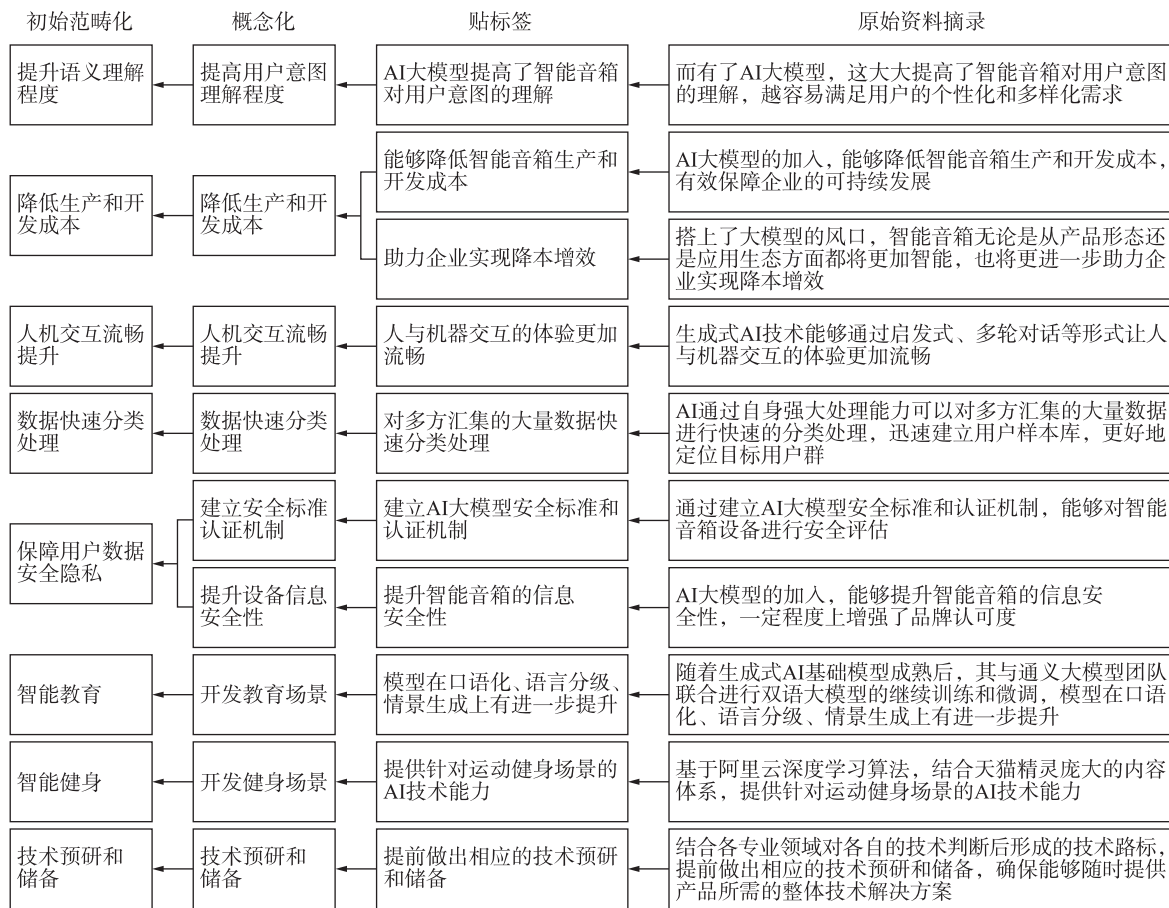 初始范畴化
概念化
贴标签
原始资料摘录
提升语义理解
程度
提高用户意图
理解程度
AI大模型提高了智能音箱
对用户意图的理解
而有了AI大模型，这大大提高了智能音箱对用户意图
的理解，越容易满足用户的个性化和多样化需求
降低生产和开
发成本
降低生产和开
发成本
能够降低智能音箱生产和
开发成本
AI大模型的加入，能够降低智能音箱生产和开发成本，
有效保障企业的可持续发展
助力企业实现降本增效
搭上了大模型的风口，智能音箱无论是从产品形态还
是应用生态方面都将更加智能，也将更进一步助力企
业实现降本增效
人机交互流畅
提升
人机交互流畅
提升
人与机器交互的体验更加
流畅
生成式AI技术能够通过启发式、多轮对话等形式让人
与机器交互的体验更加流畅
数据快速分类
处理
数据快速分类
处理
对多方汇集的大量数据快
速分类处理
AI通过自身强大处理能力可以对多方汇集的大量数据
进行快速的分类处理，迅速建立用户样本库，更好地
定位目标用户群
保障用户数据
安全隐私
建立安全标准
认证机制
建立AI大模型安全标准和
认证机制
通过建立AI大模型安全标准和认证机制，能够对智能
音箱设备进行安全评估
提升设备信息
安全性
提升智能音箱的信息
安全性
AI大模型的加入，能够提升智能音箱的信息安
全性，一定程度上增强了品牌认可度
智能教育
开发教育场景
模型在口语化、语言分级、
情景生成上有进一步提升
随着生成式AI基础模型成熟后，其与通义大模型团队
联合进行双语大模型的继续训练和微调，模型在口语
化、语言分级、情景生成上有进一步提升
智能健身
开发健身场景
提供针对运动健身场景的
AI技术能力
基于阿里云深度学习算法，结合天猫精灵庞大的内容
体系，提供针对运动健身场景的AI技术能力
技术预研和
储备
技术预研和
储备
提前做出相应的技术预研
和储备
结合各专业领域对各自的技术判断后形成的技术路标，
提前做出相应的技术预研和储备，确保能够随时提供
产品所需的整体技术解决方案